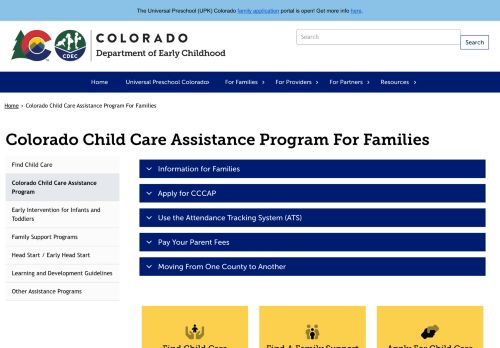 The Universal Preschool (UPK) Colorado family application portal is open! Get more info here.
COLORADO
Department of Early Childhood
CDEC
Search
Search
Home
Universal Preschool Colorado
For Families
For Providers
For Partners
Resources
Home › Colorado Child Care Assistance Program For Families
Colorado Child Care Assistance Program For Families
Find Child Care
Colorado Child Care Assistance
Program
Early Intervention for Infants and
Toddlers
Family Support Programs
Head Start / Early Head Start
Learning and Development Guidelines
Other Assistance Programs
Information for Families
Apply for CCCAP
Use the Attendance Tracking System (ATS)
Pay Your Parent Fees
Moving From One County to Another
Find Child Care
Find A Family Support
Apply For Child Care